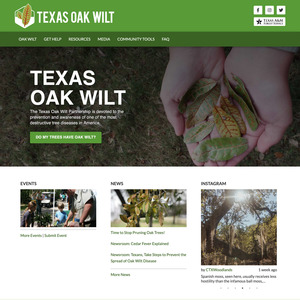 TEXAS OAK WILT
TEXAS A&M
OAK WILT GET HELP RESOURCES MEDIA COMMUNITY TOOLS FAQ
TEXAS
OAK WILT
The Texas Oak Wilt Partnership is devoted to the
prevention and awareness of one of the most
destructive tree diseases in America.
DO MY TREES HAVE OAK WILT?
EVENTS
More Events | Submit Event
NEWS
Time to Stop Pruning Oak Trees!
Newsroom: Cedar Fever Explained
Newsroom: Texans, Take Steps to Prevent the
Spread of Oak Wilt Disease
More News
INSTAGRAM
by CTXWoodlands 1 week ago
Spanish moss, seen here, receives less
hostility than the infamous ball moss,...